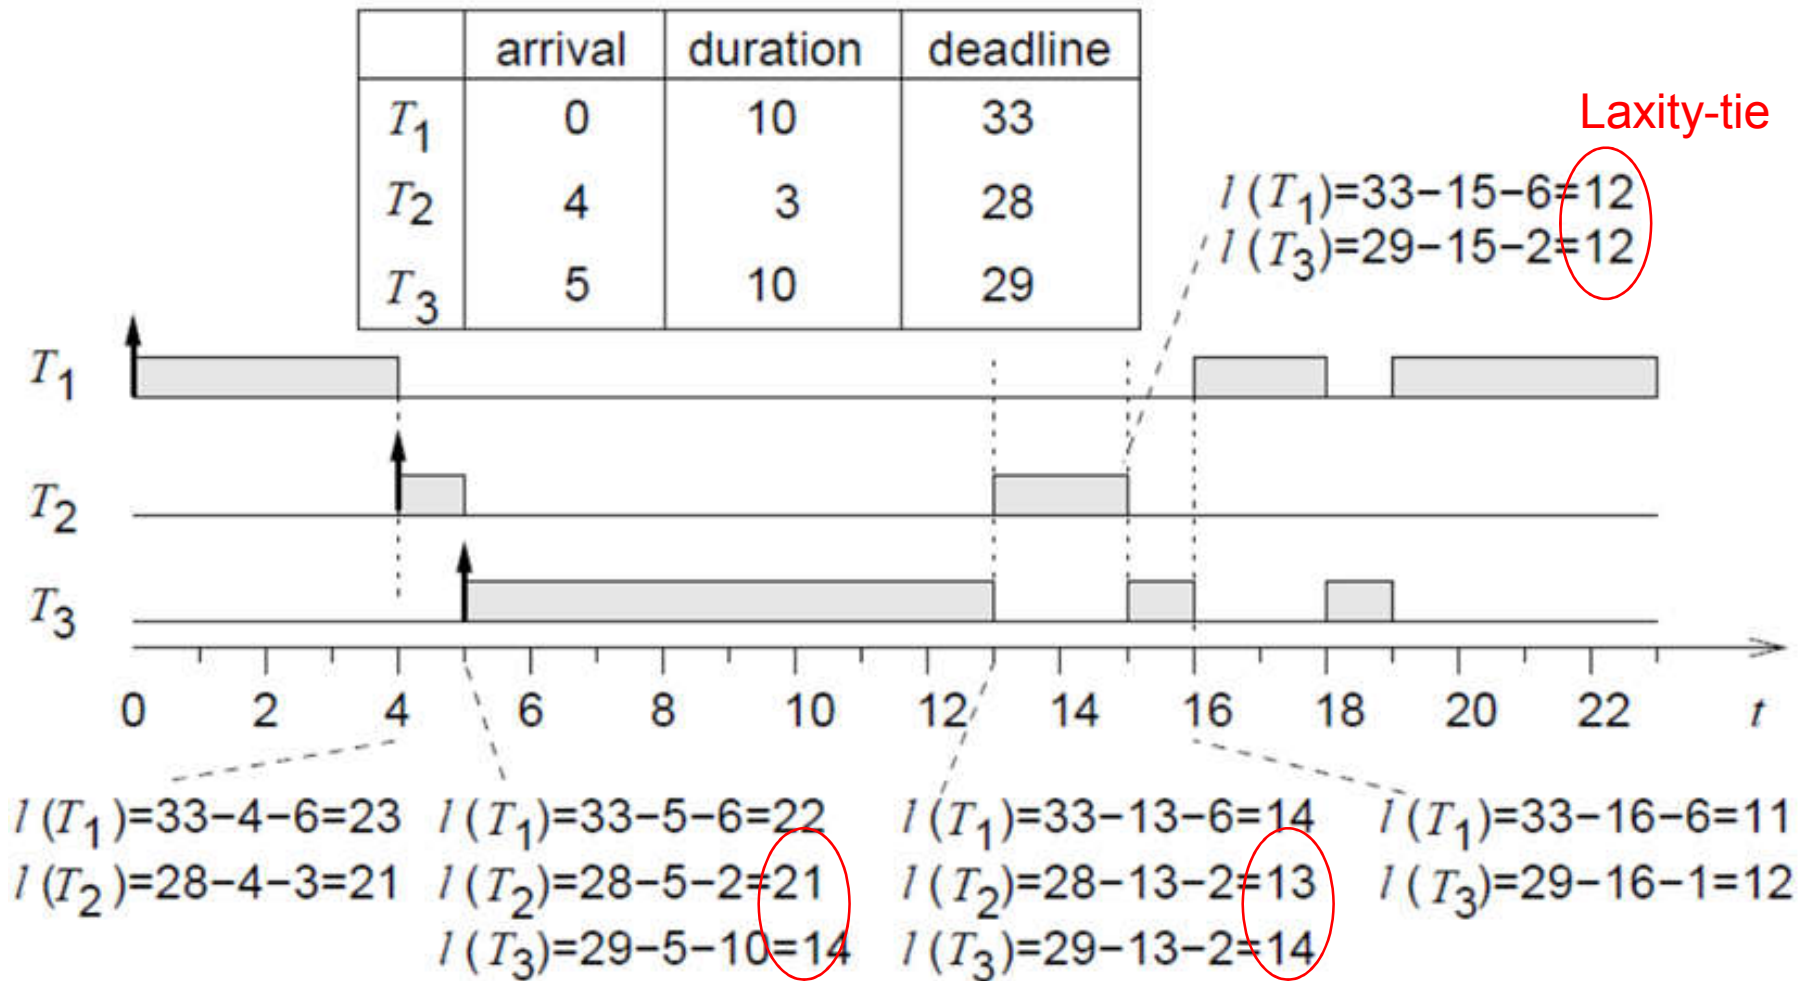 arrival duration deadline
T1 0 10 33
T2 4 3 28
T3 5 10 29
Laxity-tie
l (T1)=33−15−6=12
l (T3)=29−15−2=12
T1
T2
T3
0 2 4 6 8 10 12 14 16 18 20 22 t
l (T1)=33−4−6=23 l (T1)=33−5−6=22 l (T1)=33−13−6=14 l (T1)=33−16−6=11
l (T2)=28−4−3=21 l (T2)=28−5−2=21 l (T2)=28−13−2=13 l (T3)=29−16−1=12
l (T3)=29−5−10=14 l (T3)=29−13−2=14